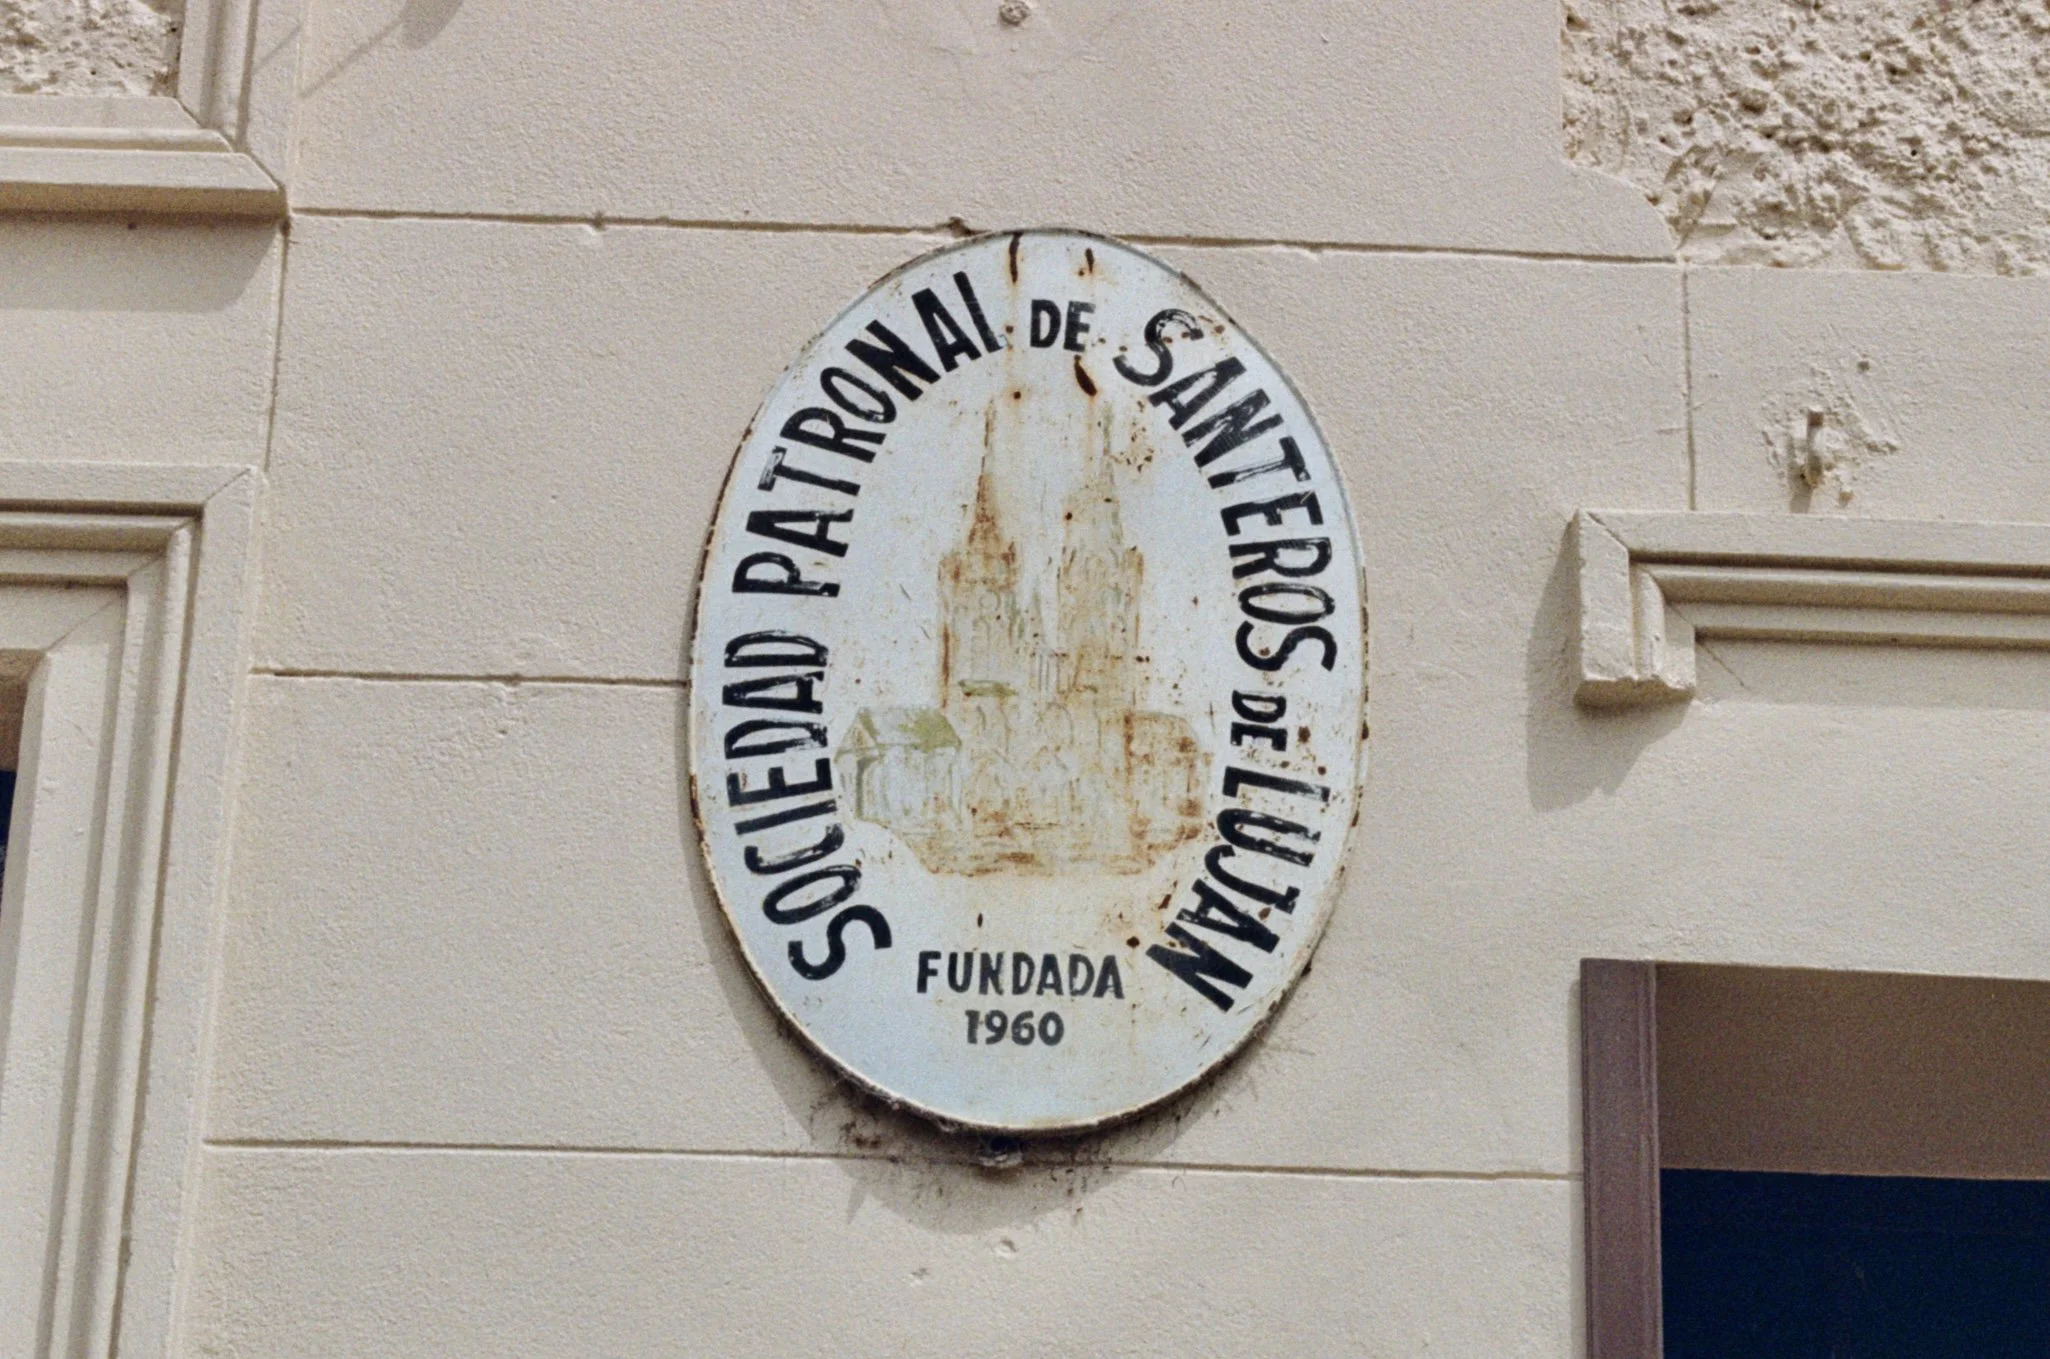 SOCIEDAD PATRONAL DE SANTEROS DE LUJAN
FUNDADA
1960